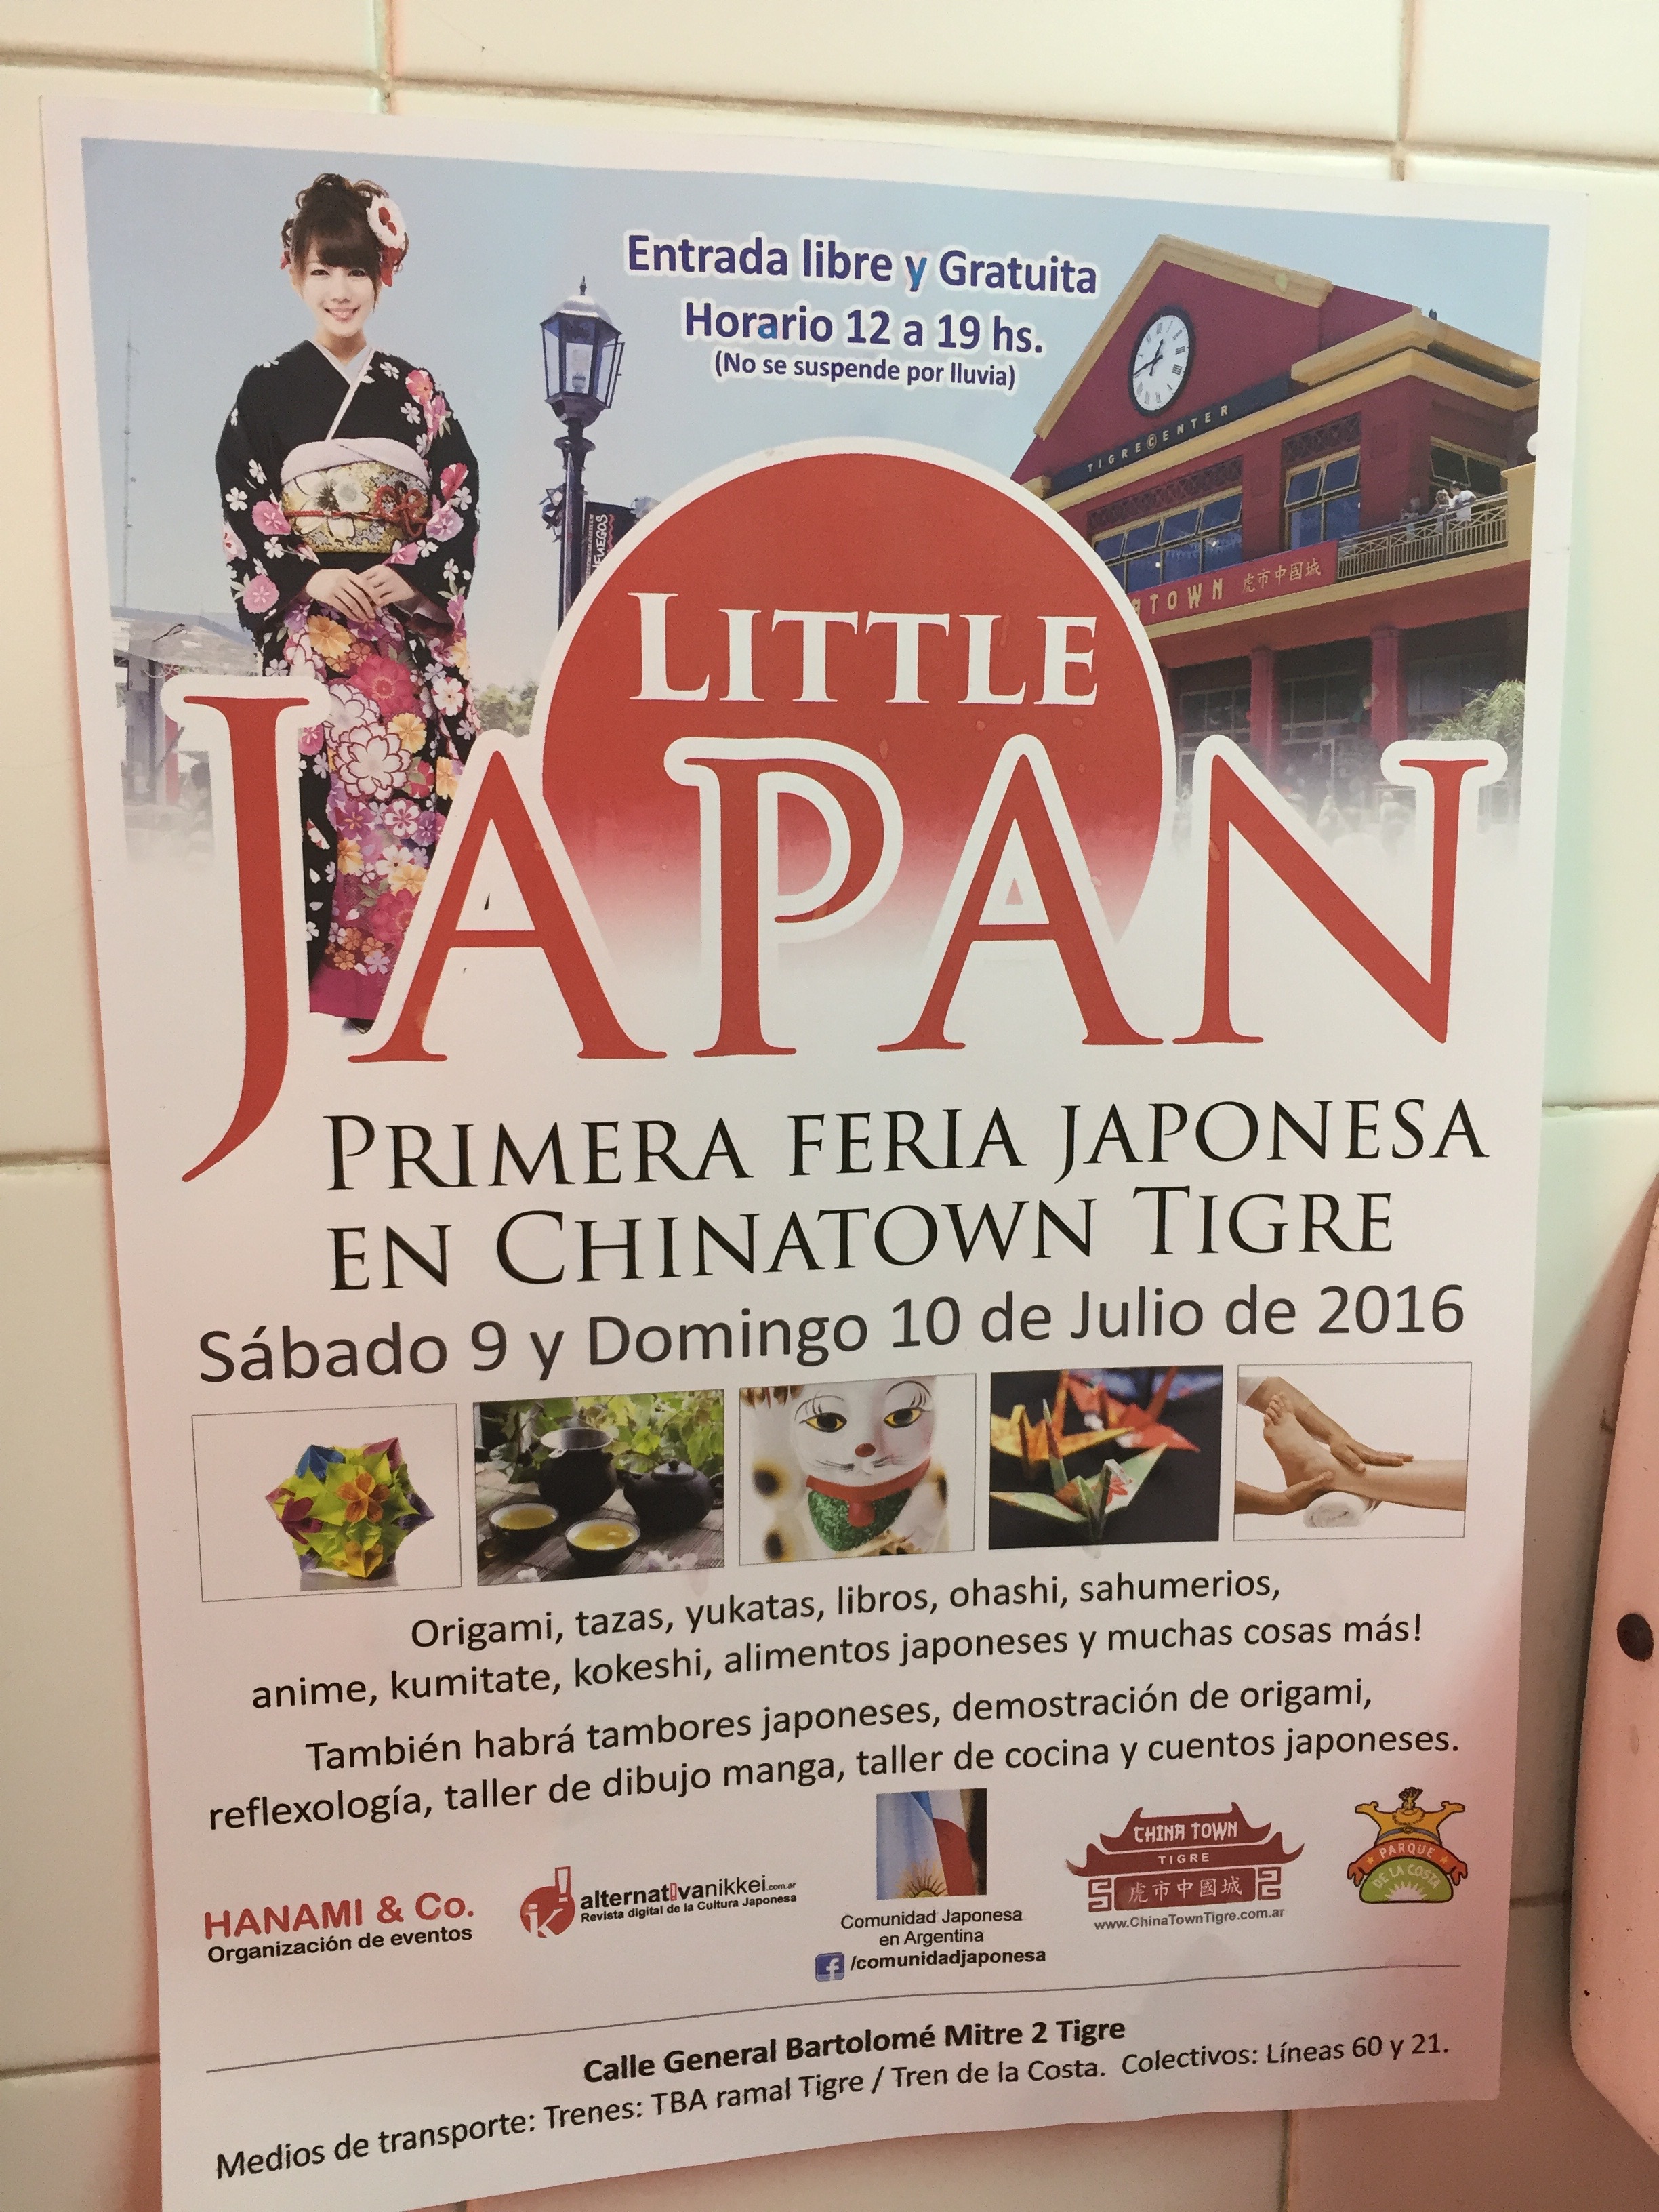 Entrada libre y Gratuita
Horario 12 a 19 hs.
(No se suspende por lluvia)
TIGRE CENTER
TOWN 虎市中國城
JUEGOS
LITTLE
JAPAN
PRIMERA FERIA JAPONESA
EN CHINATOWN TIGRE
Sábado 9 y Domingo 10 de Julio de 2016
Origami, tazas, yukatas, libros, ohashi, sahumerios,
anime, kumitate, kokeshi, alimentos japoneses y muchas cosas más!
También habrá tambores japoneses, demostración de origami,
reflexología, taller de dibujo manga, taller de cocina y cuentos japoneses.
HANAMI & Co.
Organización de eventos
alternat!vanikkei.com.ar
Revista digital de la Cultura Japonesa
Comunidad Japonesa
en Argentina
f /comunidadjaponesa
CHINA TOWN
TIGRE
虎市中國城
www.ChinaTownTigre.com.ar
PARQUE
DE LA COSTA
Calle General Bartolomé Mitre 2 Tigre
Medios de transporte: Trenes: TBA ramal Tigre / Tren de la Costa. Colectivos: Líneas 60 y 21.